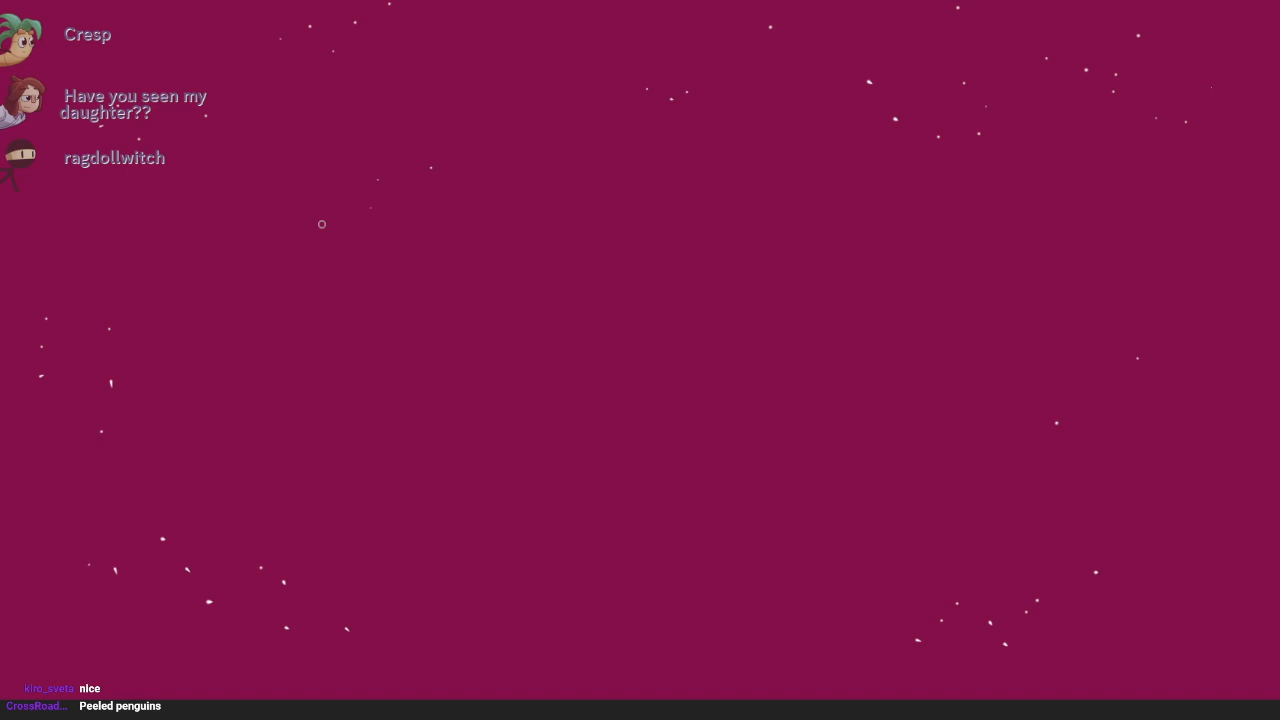 Cresp
Have you seen my
daughter??
ragdollwitch
kiro_sveta nice
CrossRoad... Peeled penguins